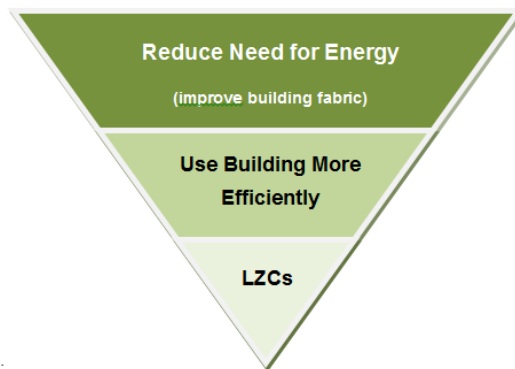 Reduce Need for Energy
(improve building fabric)
Use Building More
Efficiently
LZCs